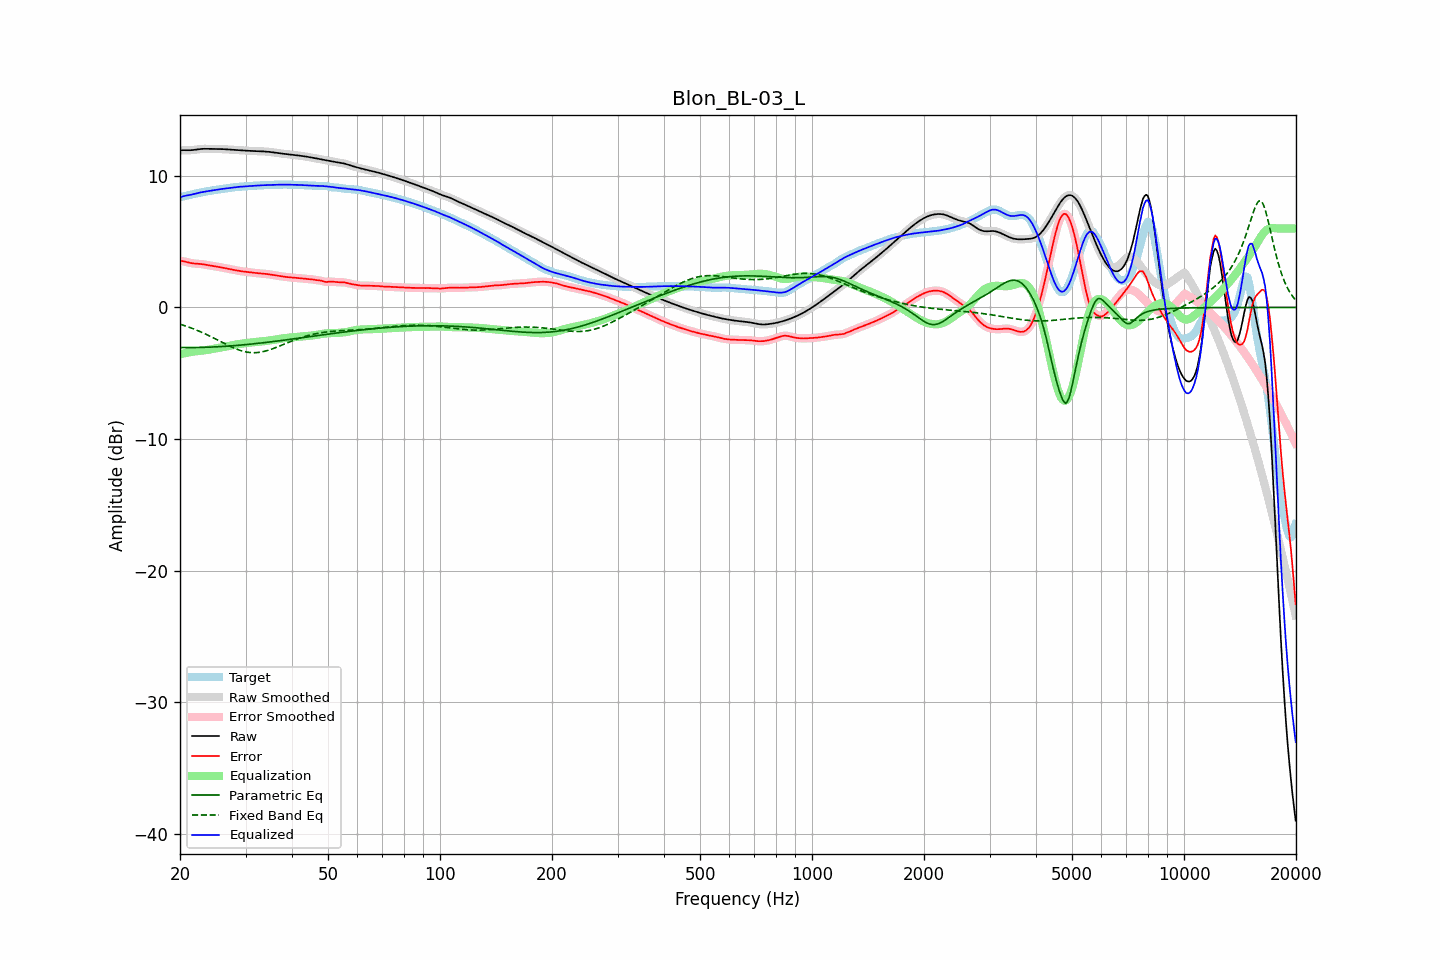 Blon_BL-03_L
Amplitude (dBr)
10
0
−10
−20
−30
−40
Target
Raw Smoothed
Error Smoothed
Raw
Error
Equalization
Parametric Eq
Fixed Band Eq
Equalized
20 50 100 200 500 1000 2000 5000 10000 20000
Frequency (Hz)